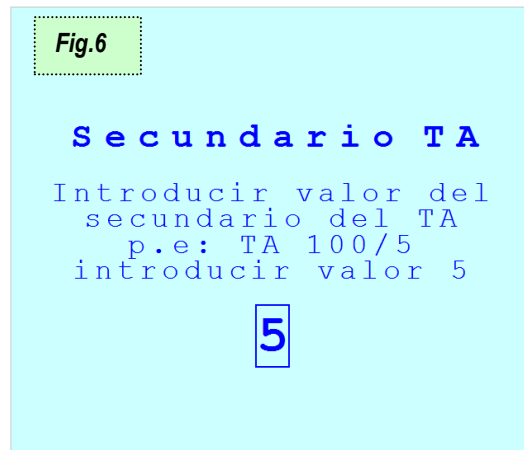 Fig.6
Secundario TA
Introducir valor del
secundario del TA
p.e: TA 100/5
introducir valor 5
5